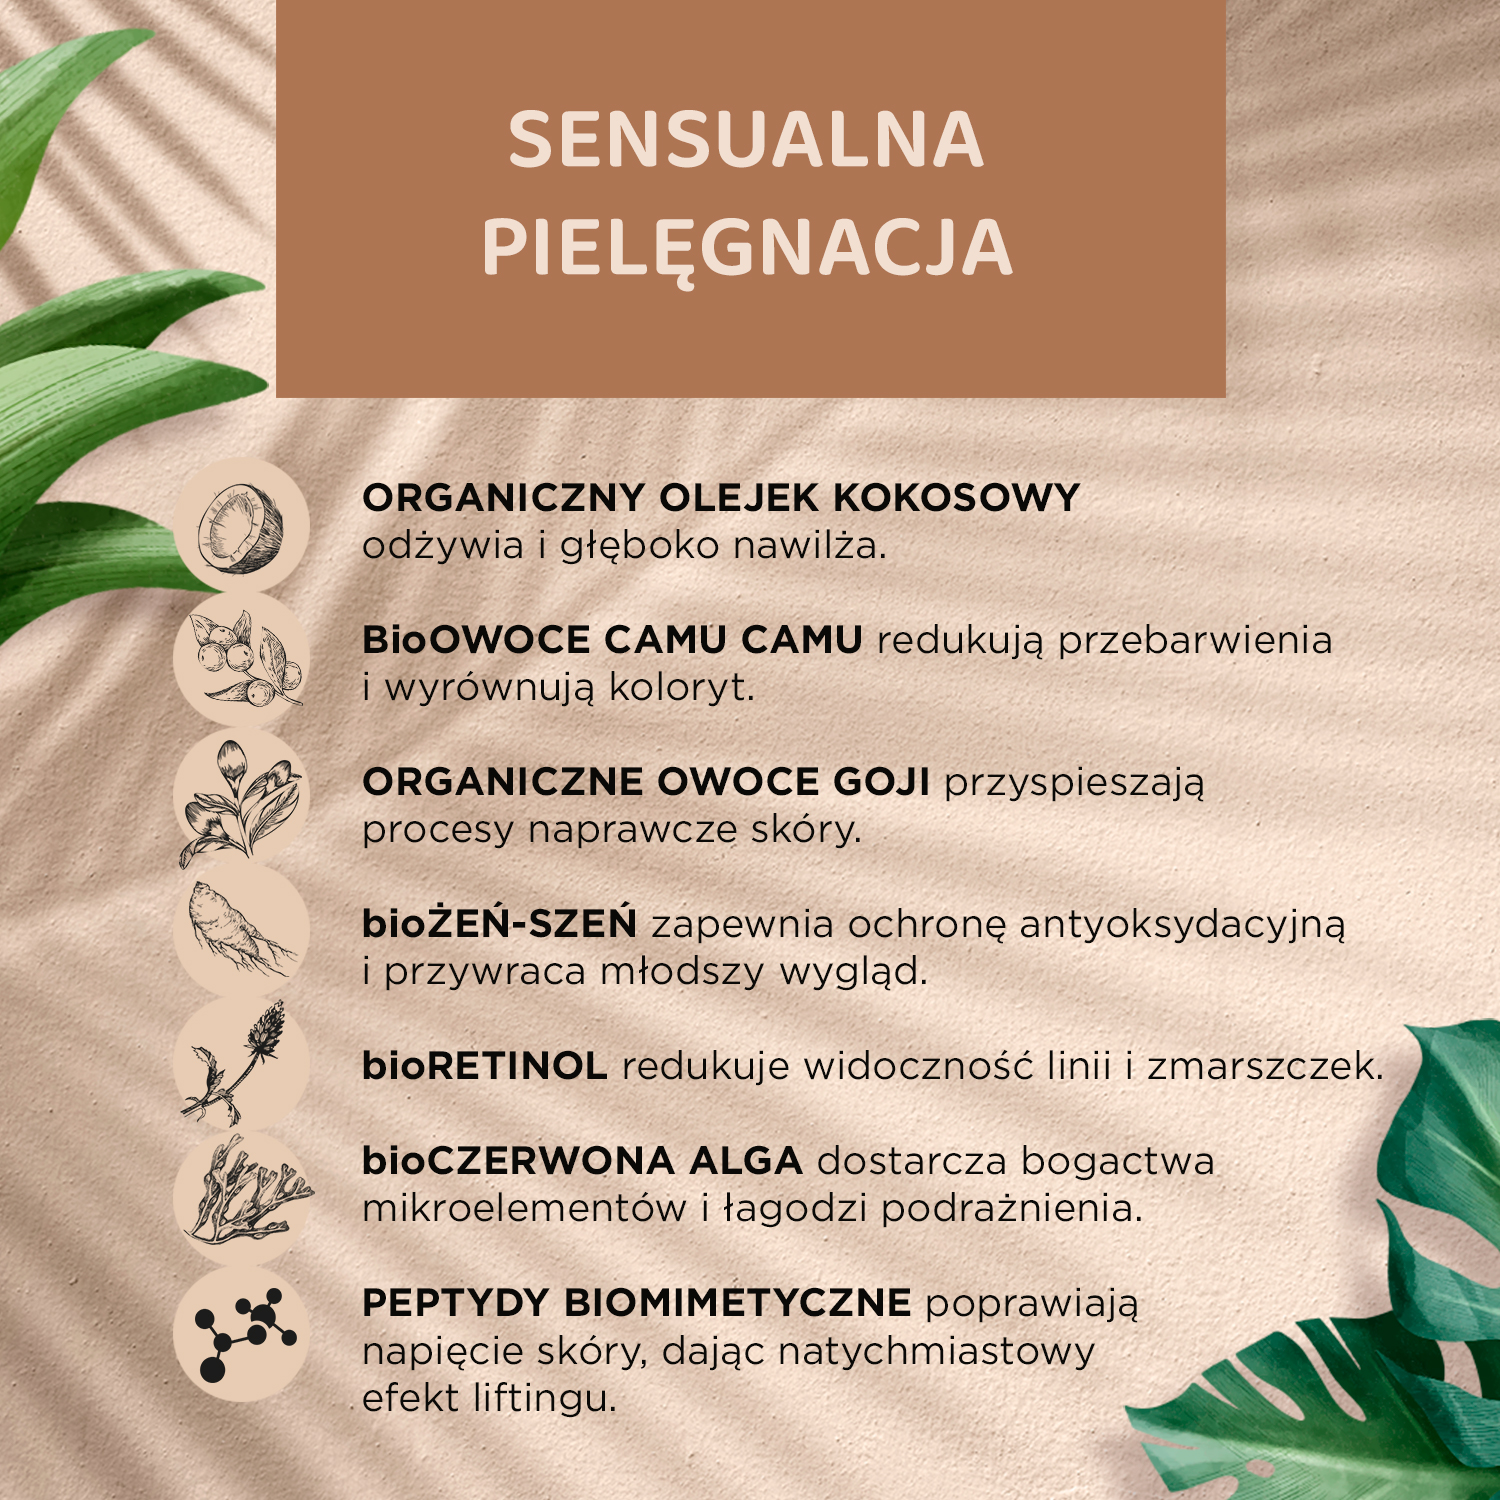 SENSUALNA
PIELĘGNACJA
ORGANICZNY OLEJEK KOKOSOWY
odżywia i głęboko nawilża.
BioOWOCE CAMU CAMU redukują przebarwienia
i wyrównują koloryt.
ORGANICZNE OWOCE GOJI przyspieszają
procesy naprawcze skóry.
bioŻEŃ-SZEŃ zapewnia ochronę antyoksydacyjną
i przywraca młodszy wygląd.
bioRETINOL redukuje widoczność linii i zmarszczek.
bioCZERWONA ALGA dostarcza bogactwa
mikroelementów i łagodzi podrażnienia.
PEPTYDY BIOMIMETYCZNE poprawiają
napięcie skóry, dając natychmiastowy
efekt liftingu.